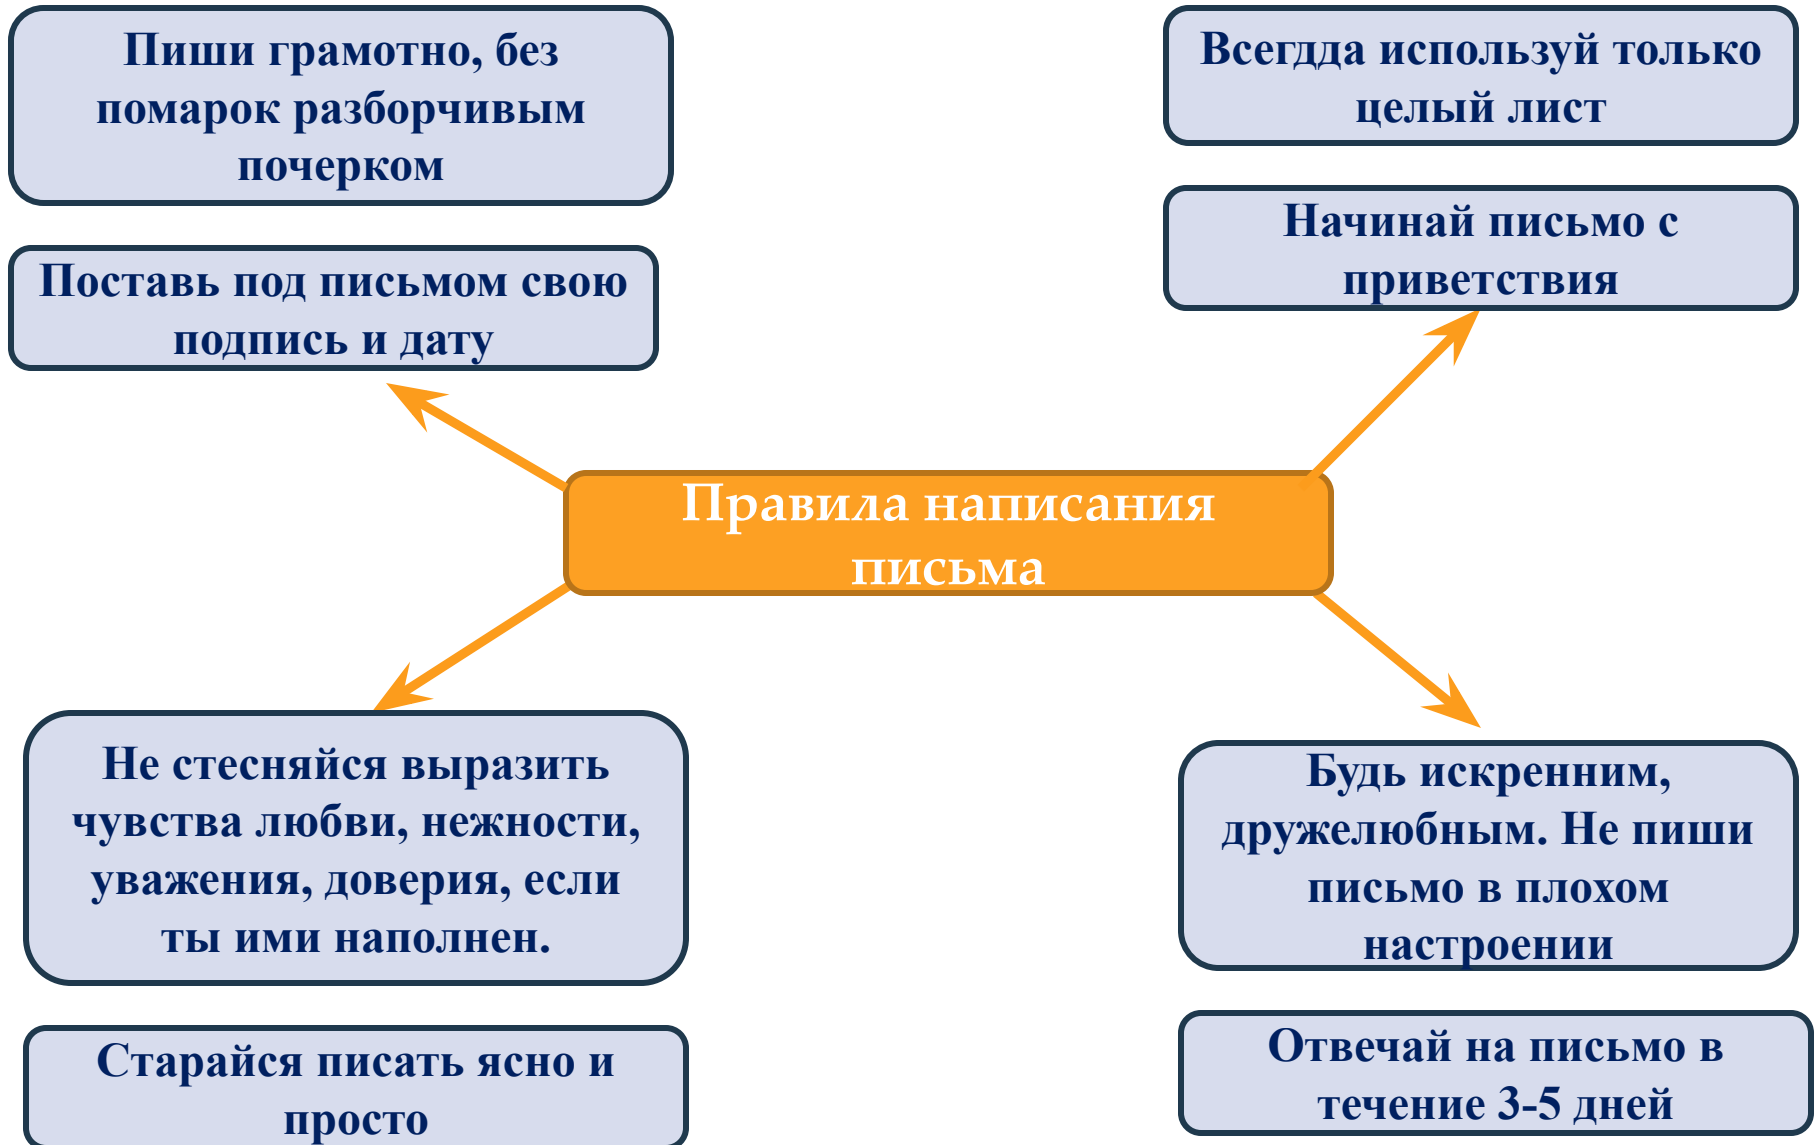 Пиши грамотно, без
помарок разборчивым
почерком
Всегдда используй только
целый лист
Начинай письмо с
приветствия
Поставь под письмом свою
подпись и дату
Правила написания
письма
Не стесняйся выразить
чувства любви, нежности,
уважения, доверия, если
ты ими наполнен.
Будь искренним,
дружелюбным. Не пиши
письмо в плохом
настроении
Старайся писать ясно и
просто
Отвечай на письмо в
течение 3-5 дней